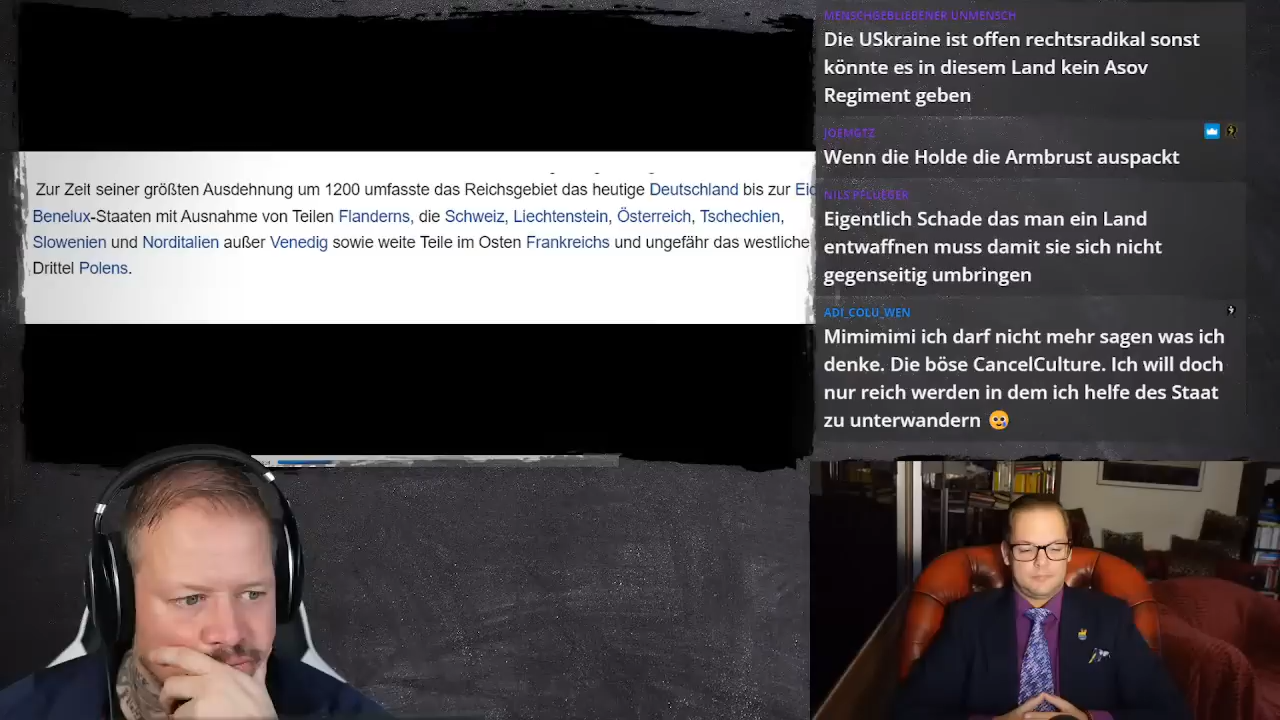 Zur Zeit seiner größten Ausdehnung um 1200 umfasste das Reichsgebiet das heutige Deutschland bis zur
Benelux-Staaten mit Ausnahme von Teilen Flanderns, die Schweiz, Liechtenstein, Österreich, Tschechien,
Slowenien und Norditalien außer Venedig sowie weite Teile im Osten Frankreichs und ungefähr das westliche
Drittel Polens.
MENSCHGEBLIEBENER UNMENSCH
Die USkraine ist offen rechtsradikal sonst
könnte es in diesem Land kein Asov
Regiment geben
JOEMGTZ
Wenn die Holde die Armbrust auspackt
NILS PFLUEGER
Eigentlich Schade das man ein Land
entwaffnen muss damit sie sich nicht
gegenseitig umbringen
ADI_COLU_WEN
Mimimimi ich darf nicht mehr sagen was ich
denke. Die böse CancelCulture. Ich will doch
nur reich werden in dem ich helfe des Staat
zu unterwandern 🥲